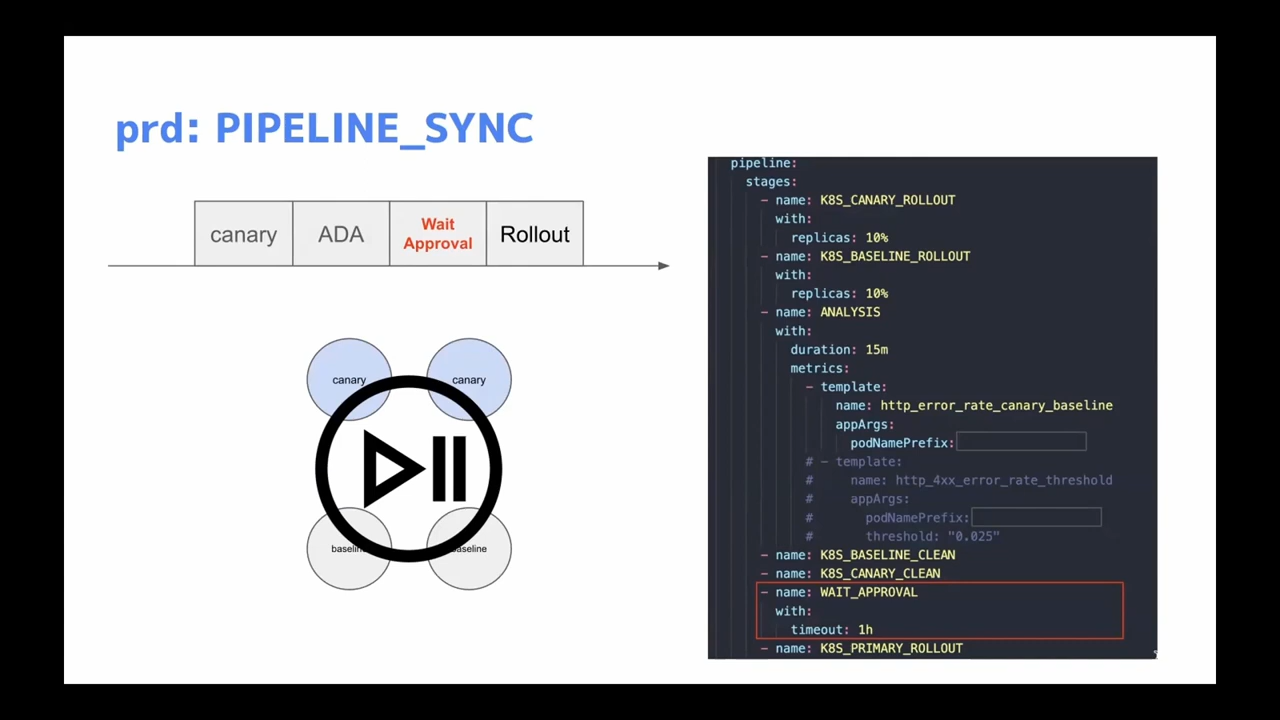 prd: PIPELINE_SYNC
canary
ADA
Wait
Approval
Rollout
canary
canary
baseline
baseline
pipeline:
stages:
- name: K8S_CANARY_ROLLOUT
with:
replicas: 10%
- name: K8S_BASELINE_ROLLOUT
with:
replicas: 10%
- name: ANALYSIS
with:
duration: 15m
metrics:
- template:
name: http_error_rate_canary_baseline
appArgs:
podNamePrefix:
# - template:
# name: http_4xx_error_rate_threshold
# appArgs:
# podNamePrefix:
# threshold: "0.025"
- name: K8S_BASELINE_CLEAN
- name: K8S_CANARY_CLEAN
- name: WAIT_APPROVAL
with:
timeout: 1h
- name: K8S_PRIMARY_ROLLOUT